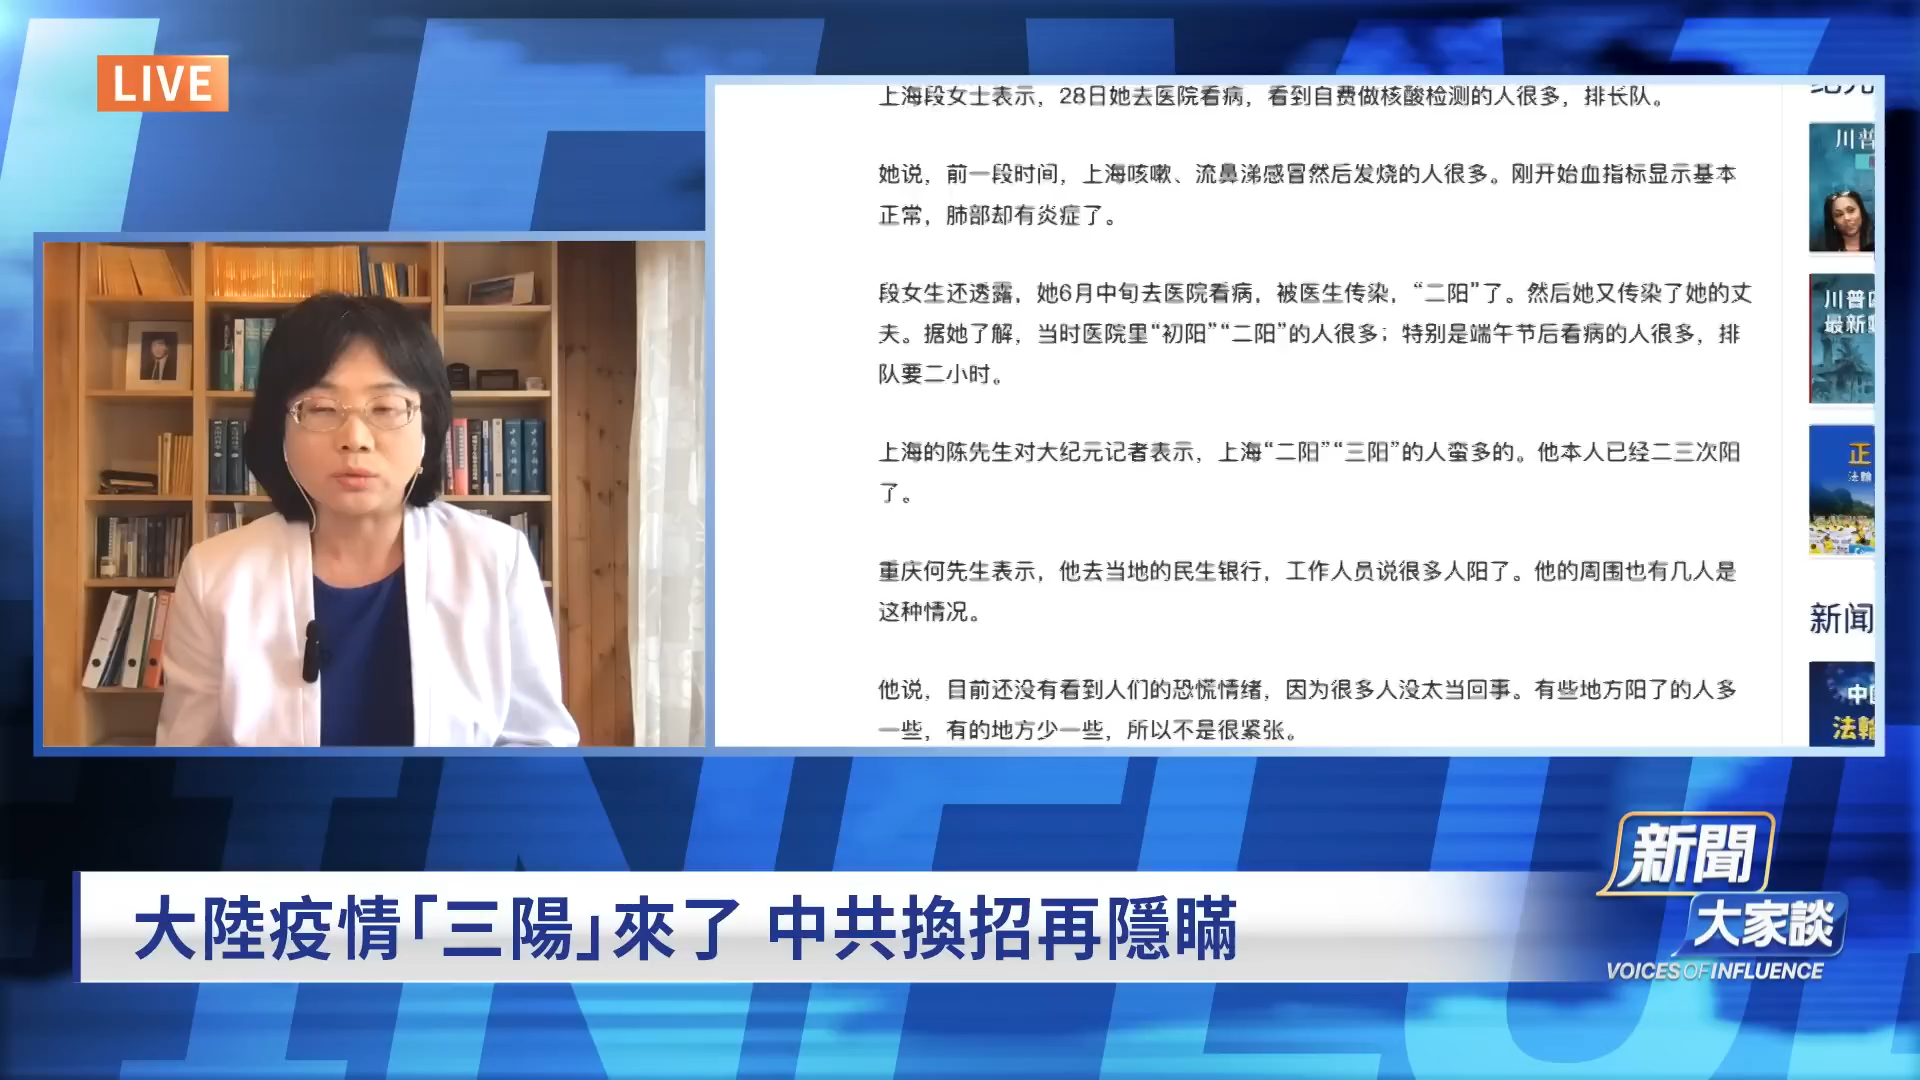 LIVE
上海段女士表示，28日她去医院看病，看到自费做核酸检测的人很多，排长队。
她说，前一段时间，上海咳嗽、流鼻涕感冒然后发烧的人很多。刚开始血指标显示基本
正常，肺部却有炎症了。
段女生还透露，她6月中旬去医院看病，被医生传染，“二阳”了。然后她又传染了她的丈
夫。据她了解，当时医院里“初阳”“二阳”的人很多；特别是端午节后看病的人很多，排
队要二小时。
上海的陈先生对大纪元记者表示，上海“二阳”“三阳”的人蛮多的。他本人已经二三次阳
了。
重庆何先生表示，他去当地的民生银行，工作人员说很多人阳了。他的周围也有几人是
这种情况。
他说，目前还没有看到人们的恐慌情绪，因为很多人没太当回事。有些地方阳了的人多
一些，有的地方少一些，所以不是很紧张。
川普
川普
最新
正
法輪
新闻
中
法輪
大陸疫情「三陽」來了 中共換招再隱瞞
新聞
大家談
VOICES OF INFLUENCE